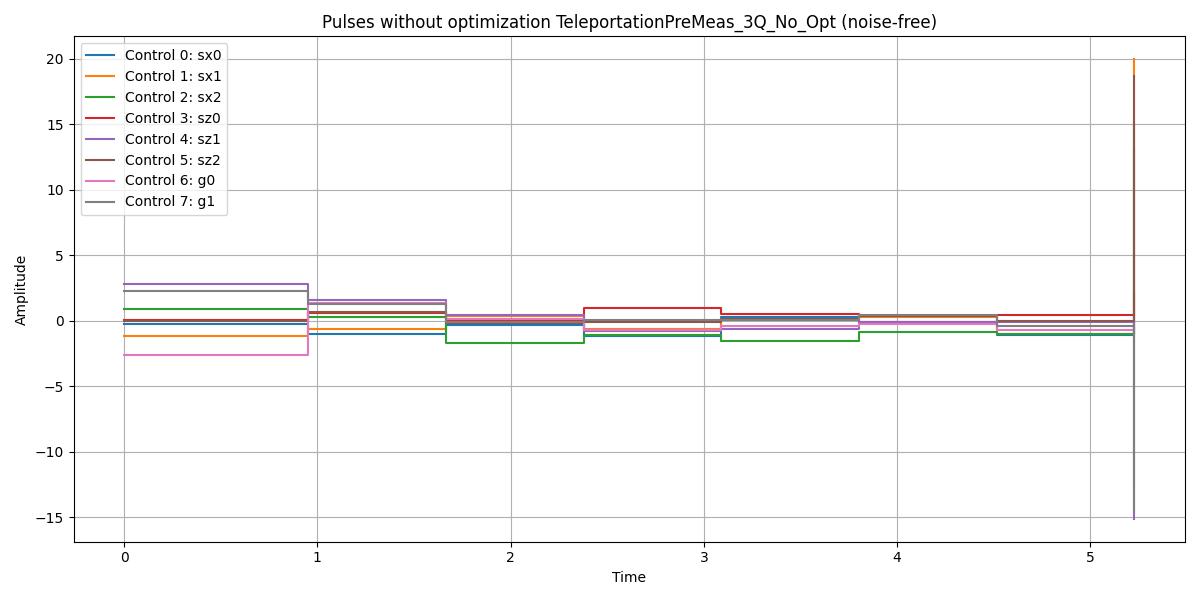 Pulses without optimization TeleportationPreMeas_3Q_No_Opt (noise-free)
Control 0: sx0
Control 1: sx1
Control 2: sx2
Control 3: sz0
Control 4: sz1
Control 5: sz2
Control 6: g0
Control 7: g1
Amplitude
20
15
10
5
0
−5
−10
−15
0 1 2 3 4 5
Time